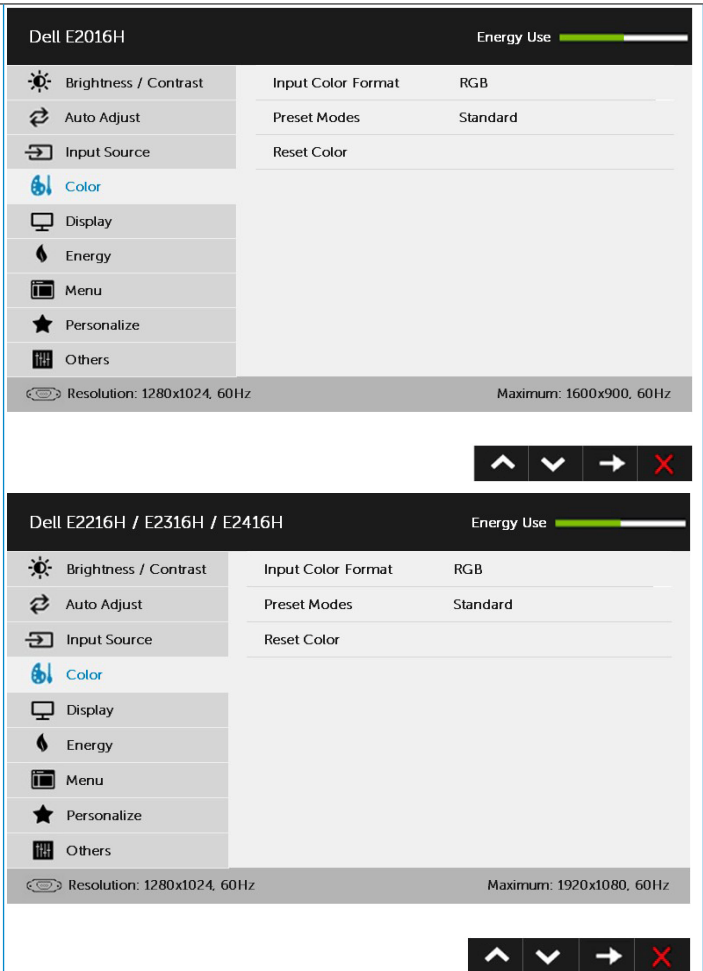 Dell E2016H Energy Use
Brightness / Contrast Input Color Format RGB
Auto Adjust Preset Modes Standard
Input Source Reset Color
Color
Display
Energy
Menu
Personalize
Others
Resolution: 1280x1024, 60Hz Maximum: 1600x900, 60Hz
Dell E2216H / E2316H / E2416H Energy Use
Brightness / Contrast Input Color Format RGB
Auto Adjust Preset Modes Standard
Input Source Reset Color
Color
Display
Energy
Menu
Personalize
Others
Resolution: 1280x1024, 60Hz Maximum: 1920x1080, 60Hz